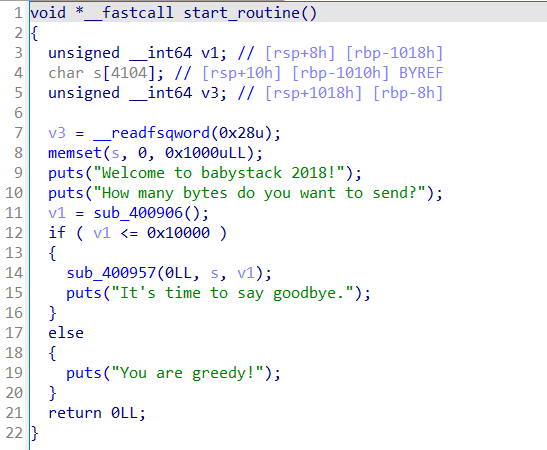 1 void *__fastcall start_routine()
2 {
3   unsigned __int64 v1; // [rsp+8h] [rbp-1018h]
4   char s[4104]; // [rsp+10h] [rbp-1010h] BYREF
5   unsigned __int64 v3; // [rsp+1018h] [rbp-8h]
6
7   v3 = __readfsqword(0x28u);
8   memset(s, 0, 0x1000uLL);
9   puts("Welcome to babystack 2018!");
10   puts("How many bytes do you want to send?");
11   v1 = sub_400906();
12   if ( v1 <= 0x10000 )
13   {
14     sub_400957(0LL, s, v1);
15     puts("It's time to say goodbye.");
16   }
17   else
18   {
19     puts("You are greedy!");
20   }
21   return 0LL;
22 }